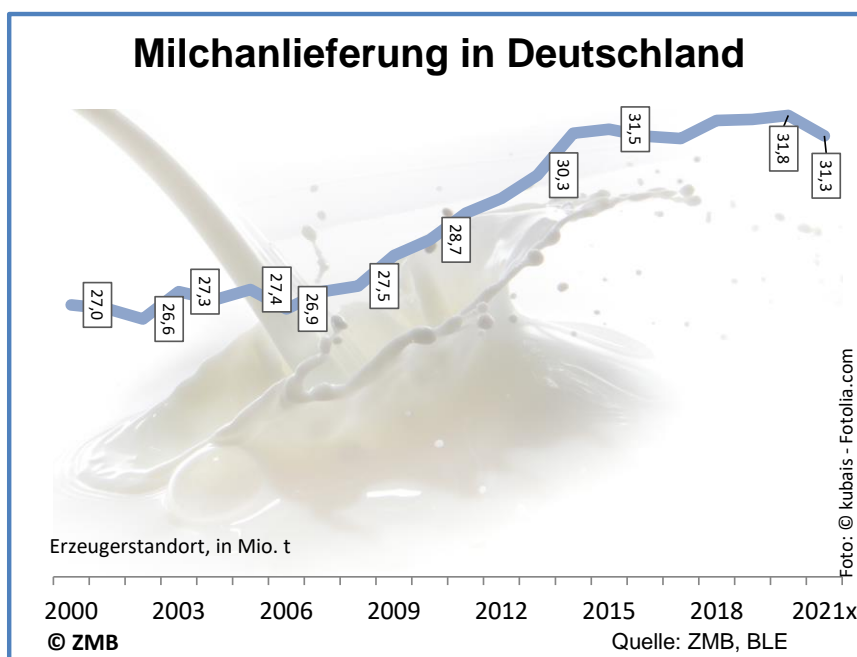 Milchanlieferung in Deutschland
27,0
26,6
27,3
27,4
26,9
27,5
28,7
30,3
31,5
31,8
31,3
Foto: © kubais - Fotolia.com
Erzeugerstandort, in Mio. t
2000 2003 2006 2009 2012 2015 2018 2021x
© ZMB Quelle: ZMB, BLE